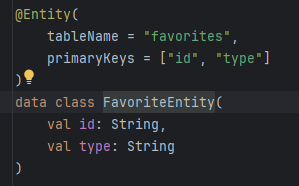 @Entity(
    tableName = "favorites",
    primaryKeys = ["id", "type"]
)
data class FavoriteEntity(
    val id: String,
    val type: String
)